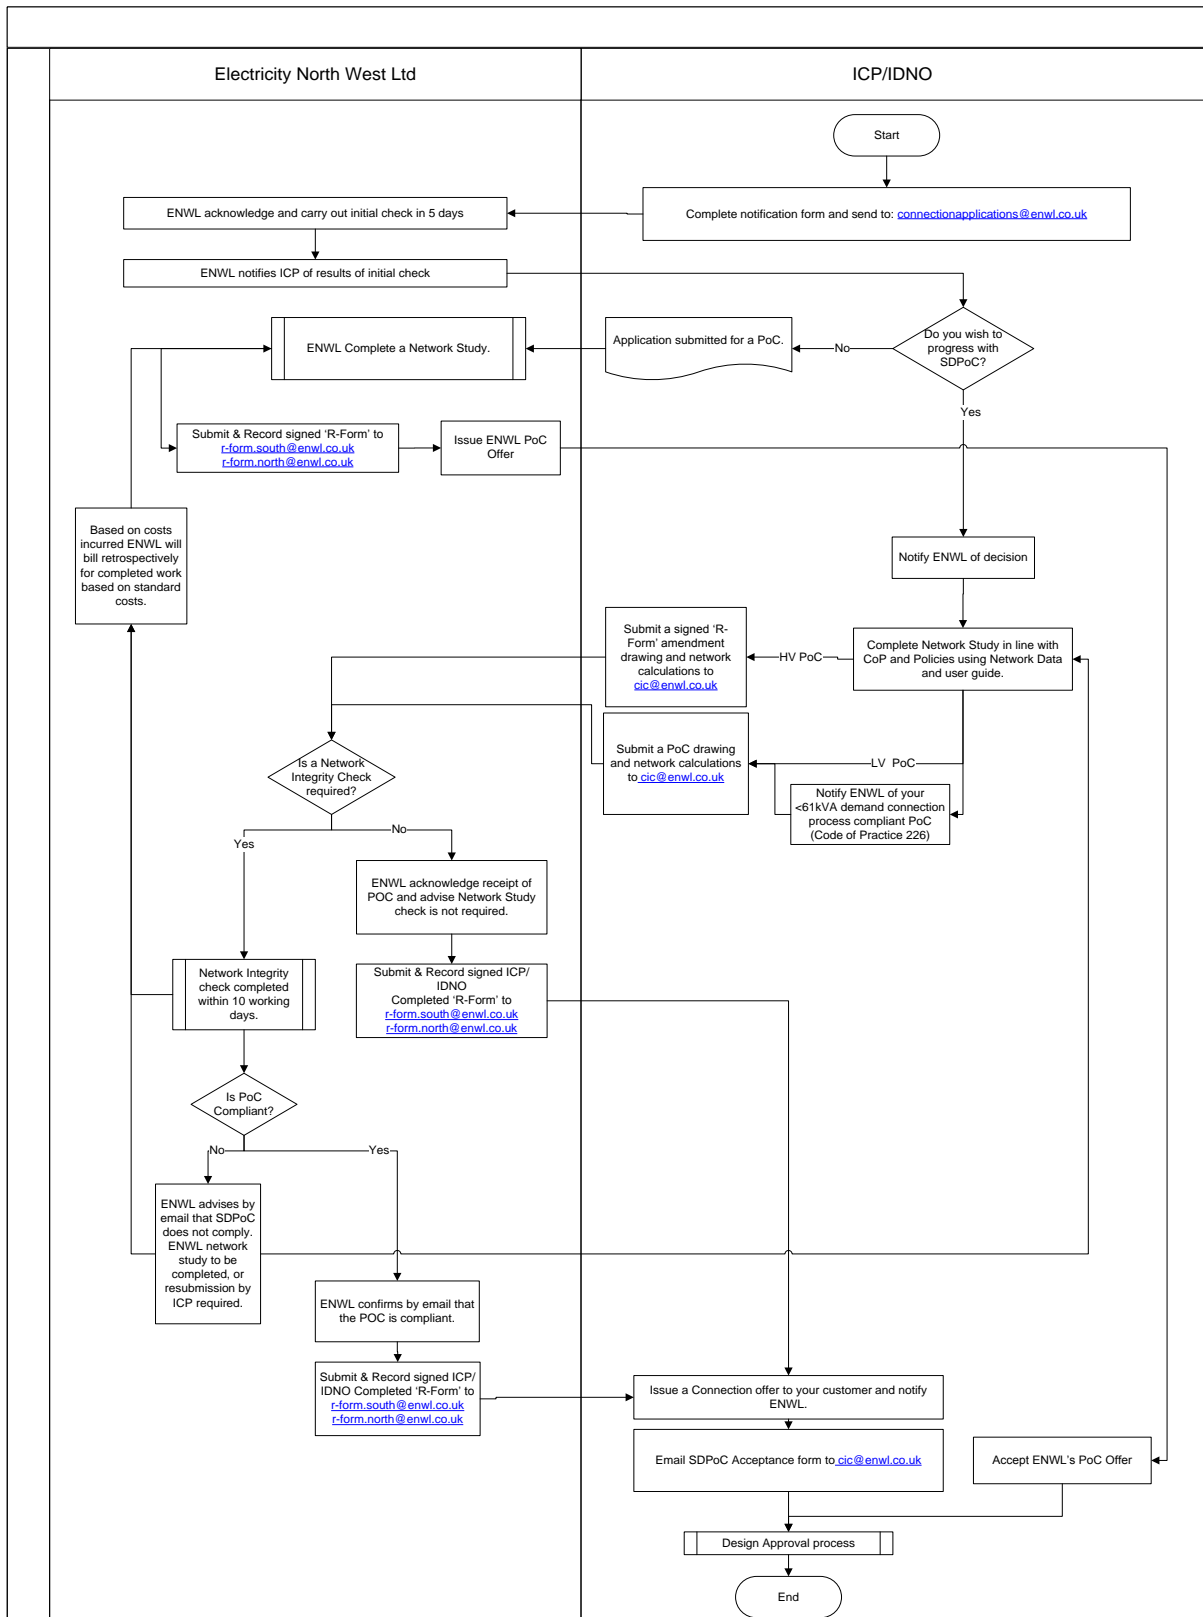 Electricity North West Ltd
ICP/IDNO
Start
Complete notification form and send to: connectionapplications@enwl.co.uk
ENWL acknowledge and carry out initial check in 5 days
ENWL notifies ICP of results of initial check
Do you wish to
progress with
SDPoC?
No
Application submitted for a PoC.
ENWL Complete a Network Study.
Yes
Submit & Record signed ‘R-Form’ to
r-form.south@enwl.co.uk
r-form.north@enwl.co.uk
Issue ENWL PoC
Offer
Based on costs
incurred ENWL will
bill retrospectively
for completed work
based on standard
costs.
Notify ENWL of decision
Complete Network Study in line with
CoP and Policies using Network Data
and user guide.
HV PoC
Submit a signed ‘R-
Form’ amendment
drawing and network
calculations to
cic@enwl.co.uk
LV PoC
Submit a PoC drawing
and network calculations
to cic@enwl.co.uk
Notify ENWL of your
<61kVA demand connection
process compliant PoC
(Code of Practice 226)
Is a Network
Integrity Check
required?
Yes
No
ENWL acknowledge receipt of
POC and advise Network Study
check is not required.
Submit & Record signed ICP/
IDNO
Completed ‘R-Form’ to
r-form.south@enwl.co.uk
r-form.north@enwl.co.uk
Network Integrity
check completed
within 10 working
days.
Is PoC
Compliant?
No
Yes
ENWL advises by
email that SDPoC
does not comply.
ENWL network
study to be
completed, or
resubmission by
ICP required.
ENWL confirms by email that
the POC is compliant.
Submit & Record signed ICP/
IDNO Completed ‘R-Form’ to
r-form.south@enwl.co.uk
r-form.north@enwl.co.uk
Issue a Connection offer to your customer and notify
ENWL.
Email SDPoC Acceptance form to cic@enwl.co.uk
Accept ENWL’s PoC Offer
Design Approval process
End